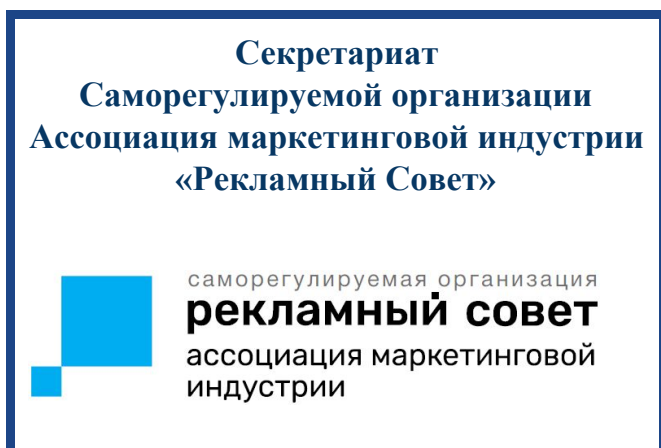 Секретариат
Саморегулируемой организации
Ассоциация маркетинговой индустрии
«Рекламный Совет»
саморегулируемая организация
рекламный совет
ассоциация маркетинговой
индустрии